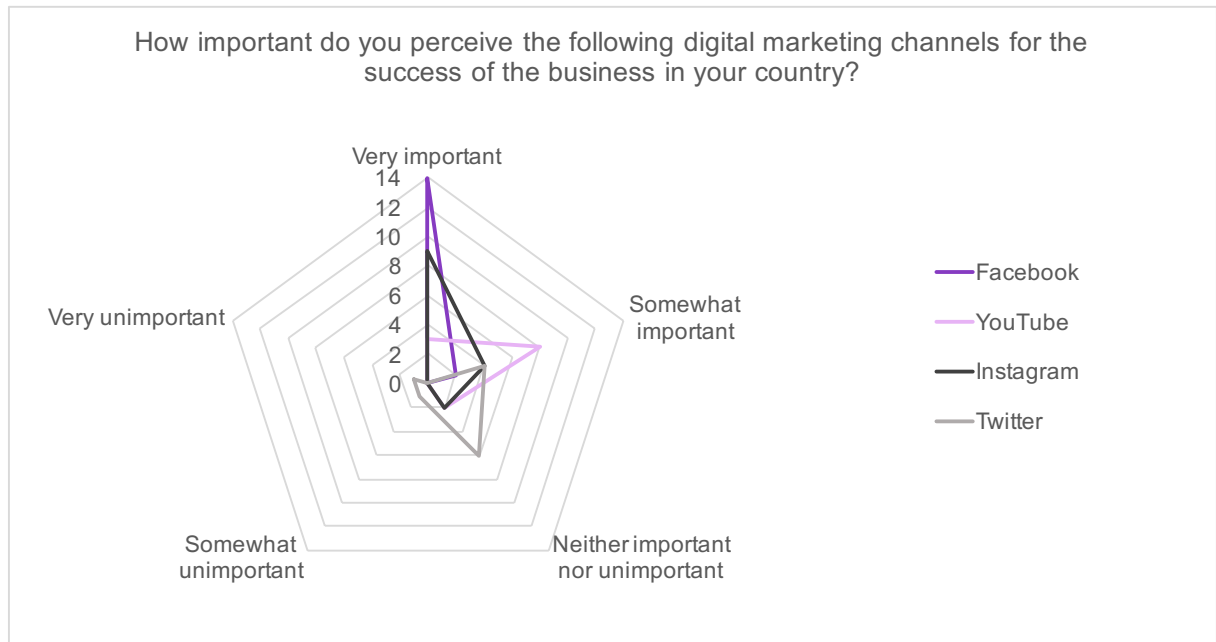 How important do you perceive the following digital marketing channels for the
success of the business in your country?
Very important
14
12
10
8
6
4
2
0
Somewhat
important
Neither important
nor unimportant
Somewhat
unimportant
Very unimportant
Facebook
YouTube
Instagram
Twitter